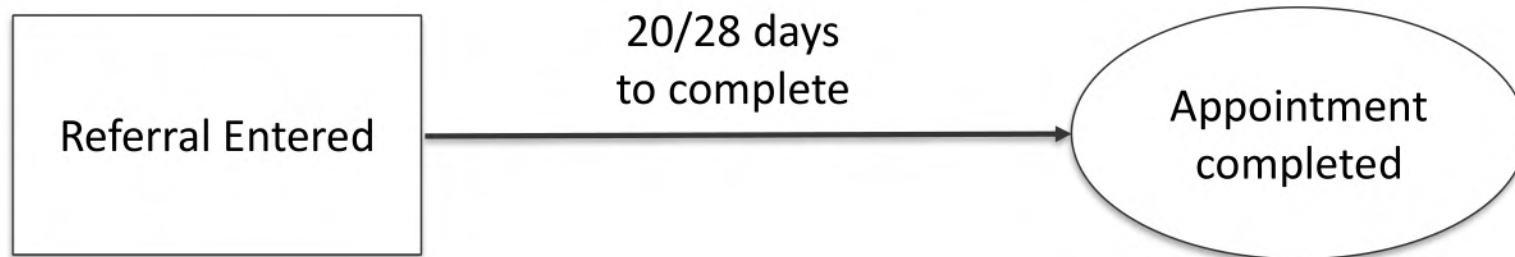 Referral Entered
20/28 days
to complete
Appointment
completed